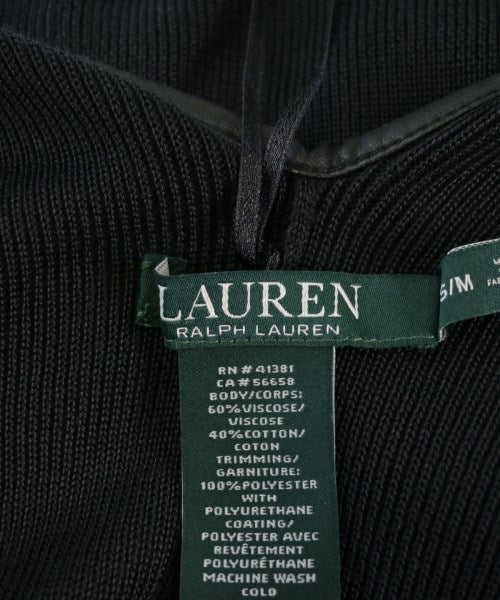 LAUREN
RALPH LAUREN
S/M
RN # 41381
CA # 56658
BODY/CORPS:
60% VISCOSE/
VISCOSE
40% COTTON/
COTON
TRIMMING/
GARNITURE:
100% POLYESTER
WITH
POLYURETHANE
COATING/
POLYESTER AVEC
REVÊTEMENT
POLYURÉTHANE
MACHINE WASH
COLD